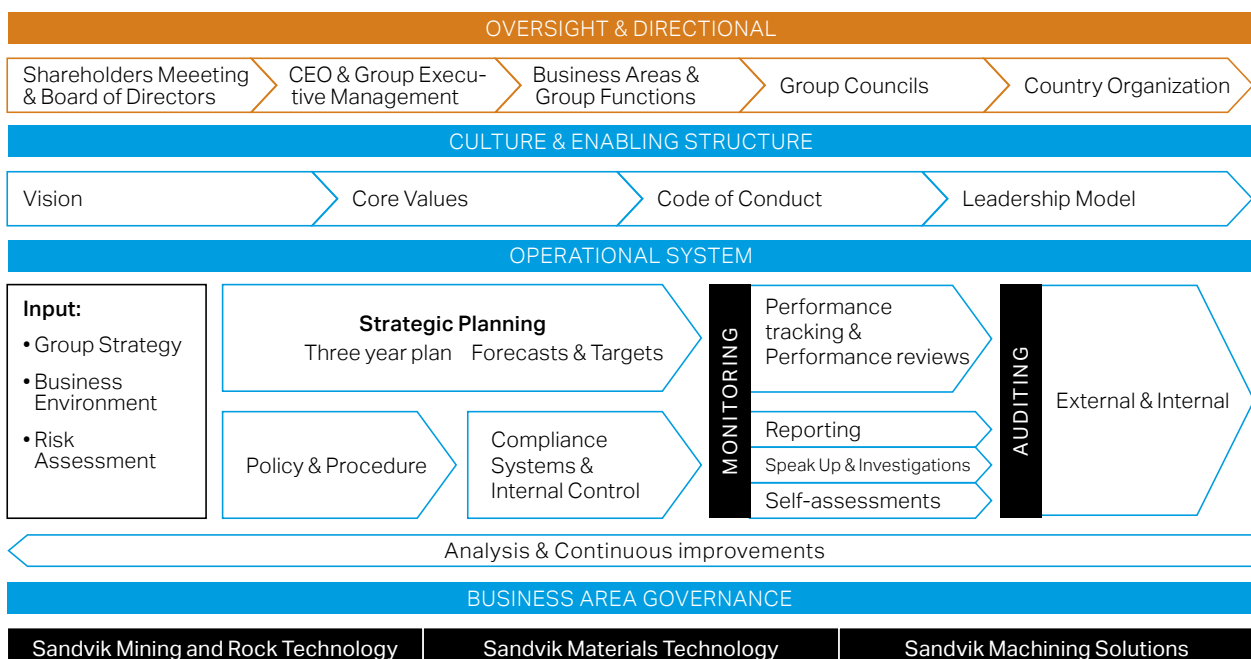 OVERSIGHT & DIRECTIONAL
Shareholders Meeeting
& Board of Directors
CEO & Group Execu-
tive Management
Business Areas &
Group Functions
Group Councils
Country Organization
CULTURE & ENABLING STRUCTURE
Vision
Core Values
Code of Conduct
Leadership Model
OPERATIONAL SYSTEM
Input:
• Group Strategy
• Business
Environment
• Risk
Assessment
Strategic Planning
Three year plan Forecasts & Targets
Policy & Procedure
Compliance
Systems &
Internal Control
MONITORING
Performance
tracking &
Performance reviews
Reporting
Speak Up & Investigations
Self-assessments
AUDITING
External & Internal
Analysis & Continuous improvements
BUSINESS AREA GOVERNANCE
Sandvik Mining and Rock Technology
Sandvik Materials Technology
Sandvik Machining Solutions